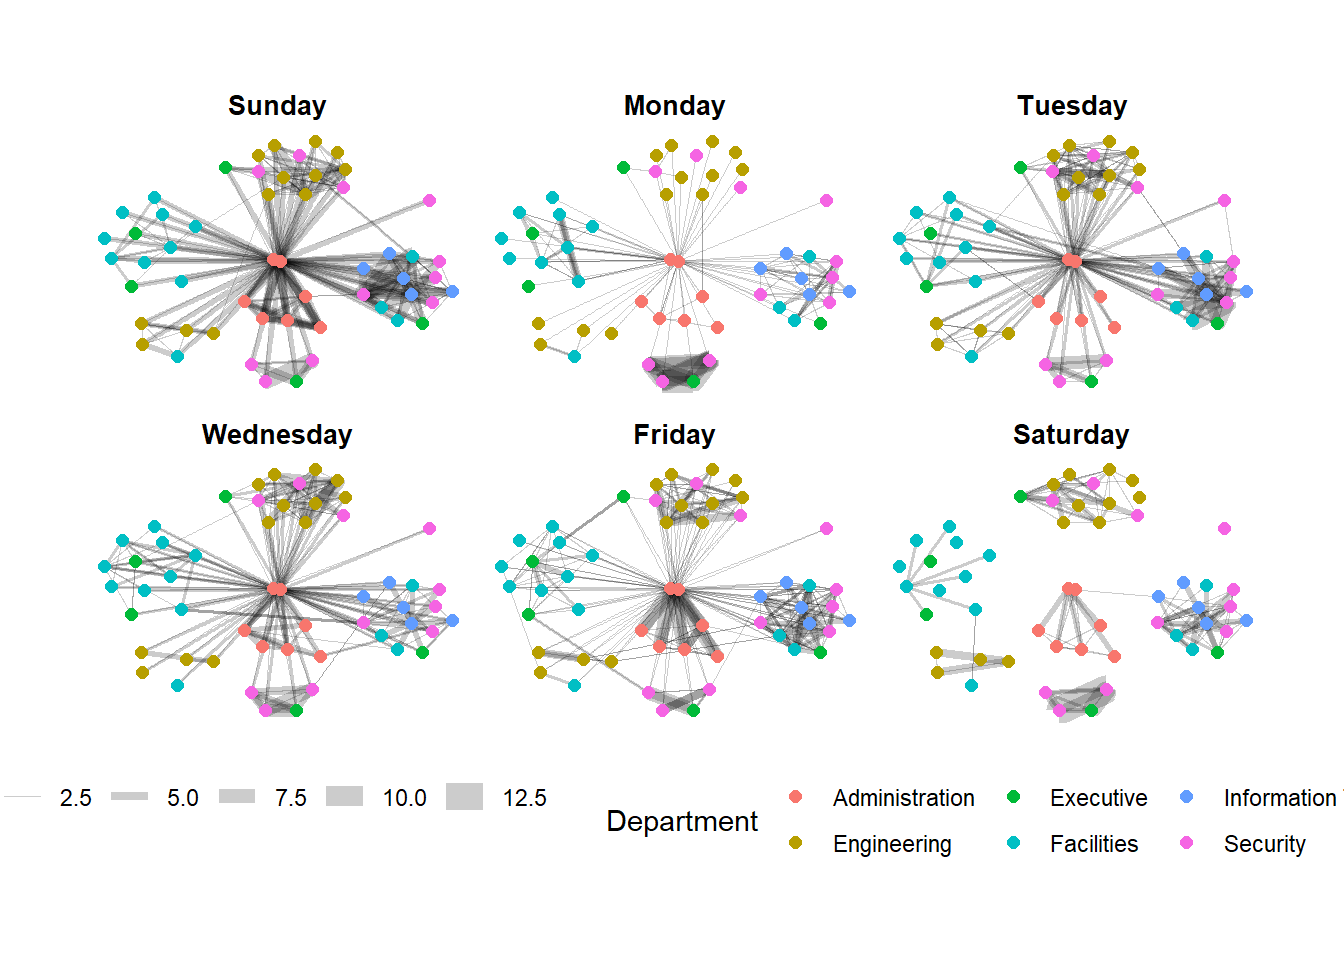 Sunday Monday Tuesday
Wednesday Friday Saturday
2.5 5.0 7.5 10.0 12.5
Department
Administration Executive Information
Engineering Facilities Security